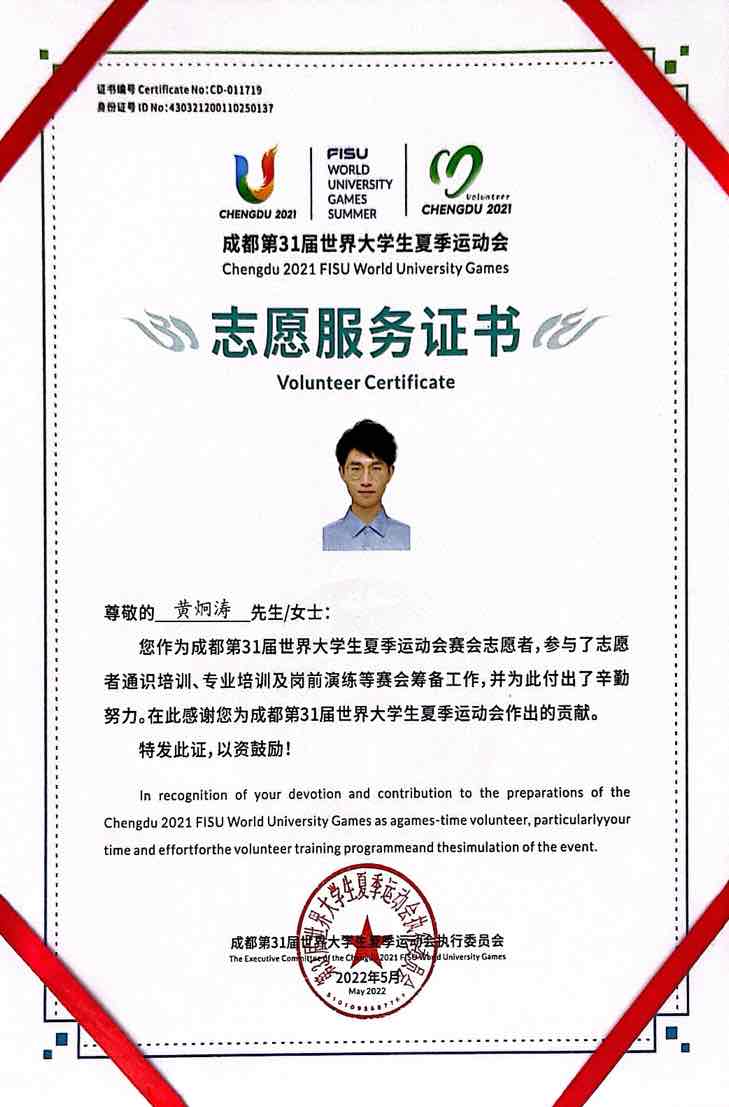 证书编号 Certificate No:CD-011719
身份证号 ID No:430321200110250137
CHENGDU 2021
FISU
WORLD
UNIVERSITY
GAMES
SUMMER
Volunteer
CHENGDU 2021
成都第31届世界大学生夏季运动会
Chengdu 2021 FISU World University Games
志愿服务证书
Volunteer Certificate
尊敬的 黄炯涛 先生/女士：
您作为成都第31届世界大学生夏季运动会赛会志愿者，参与了志愿
者通识培训、专业培训及岗前演练等赛会筹备工作，并为此付出了辛勤
努力。在此感谢您为成都第31届世界大学生夏季运动会作出的贡献。
特发此证，以资鼓励！
In recognition of your devotion and contribution to the preparations of the
Chengdu 2021 FISU World University Games as agames-time volunteer, particularlyyour
time and effortforthe volunteer training programmeand thesimulation of the event.
成都第31届世界大学生夏季运动会执行委员会
The Executive Committee of the Chengdu 2021 FISU World University Games
2022年5月
May 2022